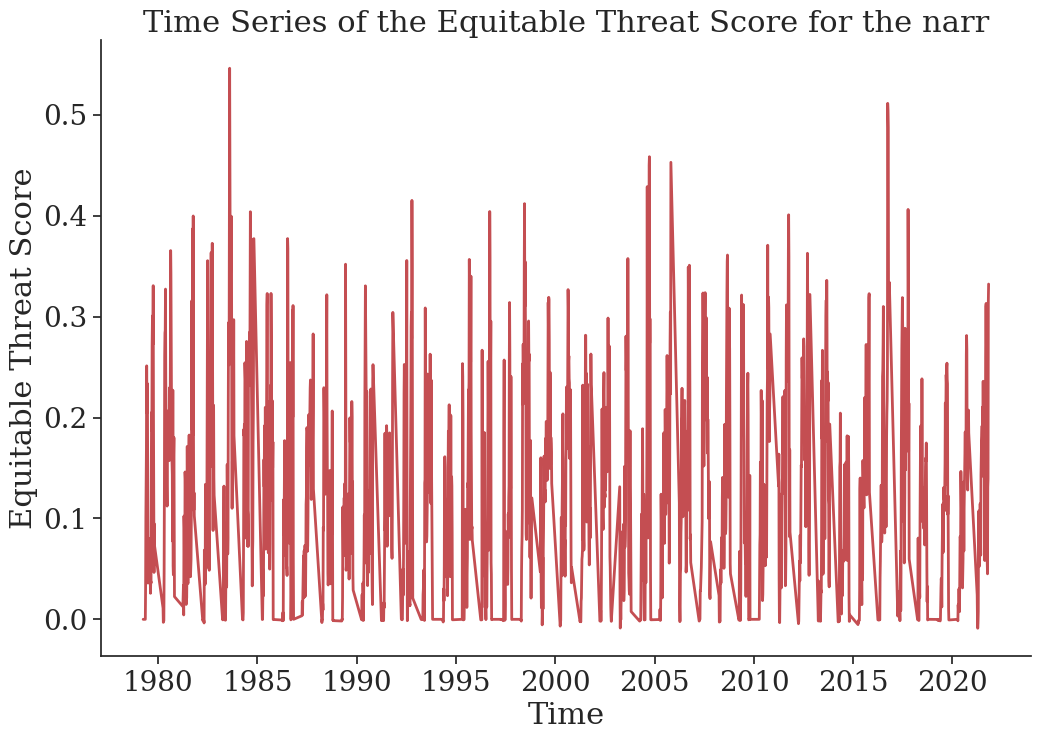 Time Series of the Equitable Threat Score for the narr
Equitable Threat Score
0.5
0.4
0.3
0.2
0.1
0.0
1980 1985 1990 1995 2000 2005 2010 2015 2020
Time